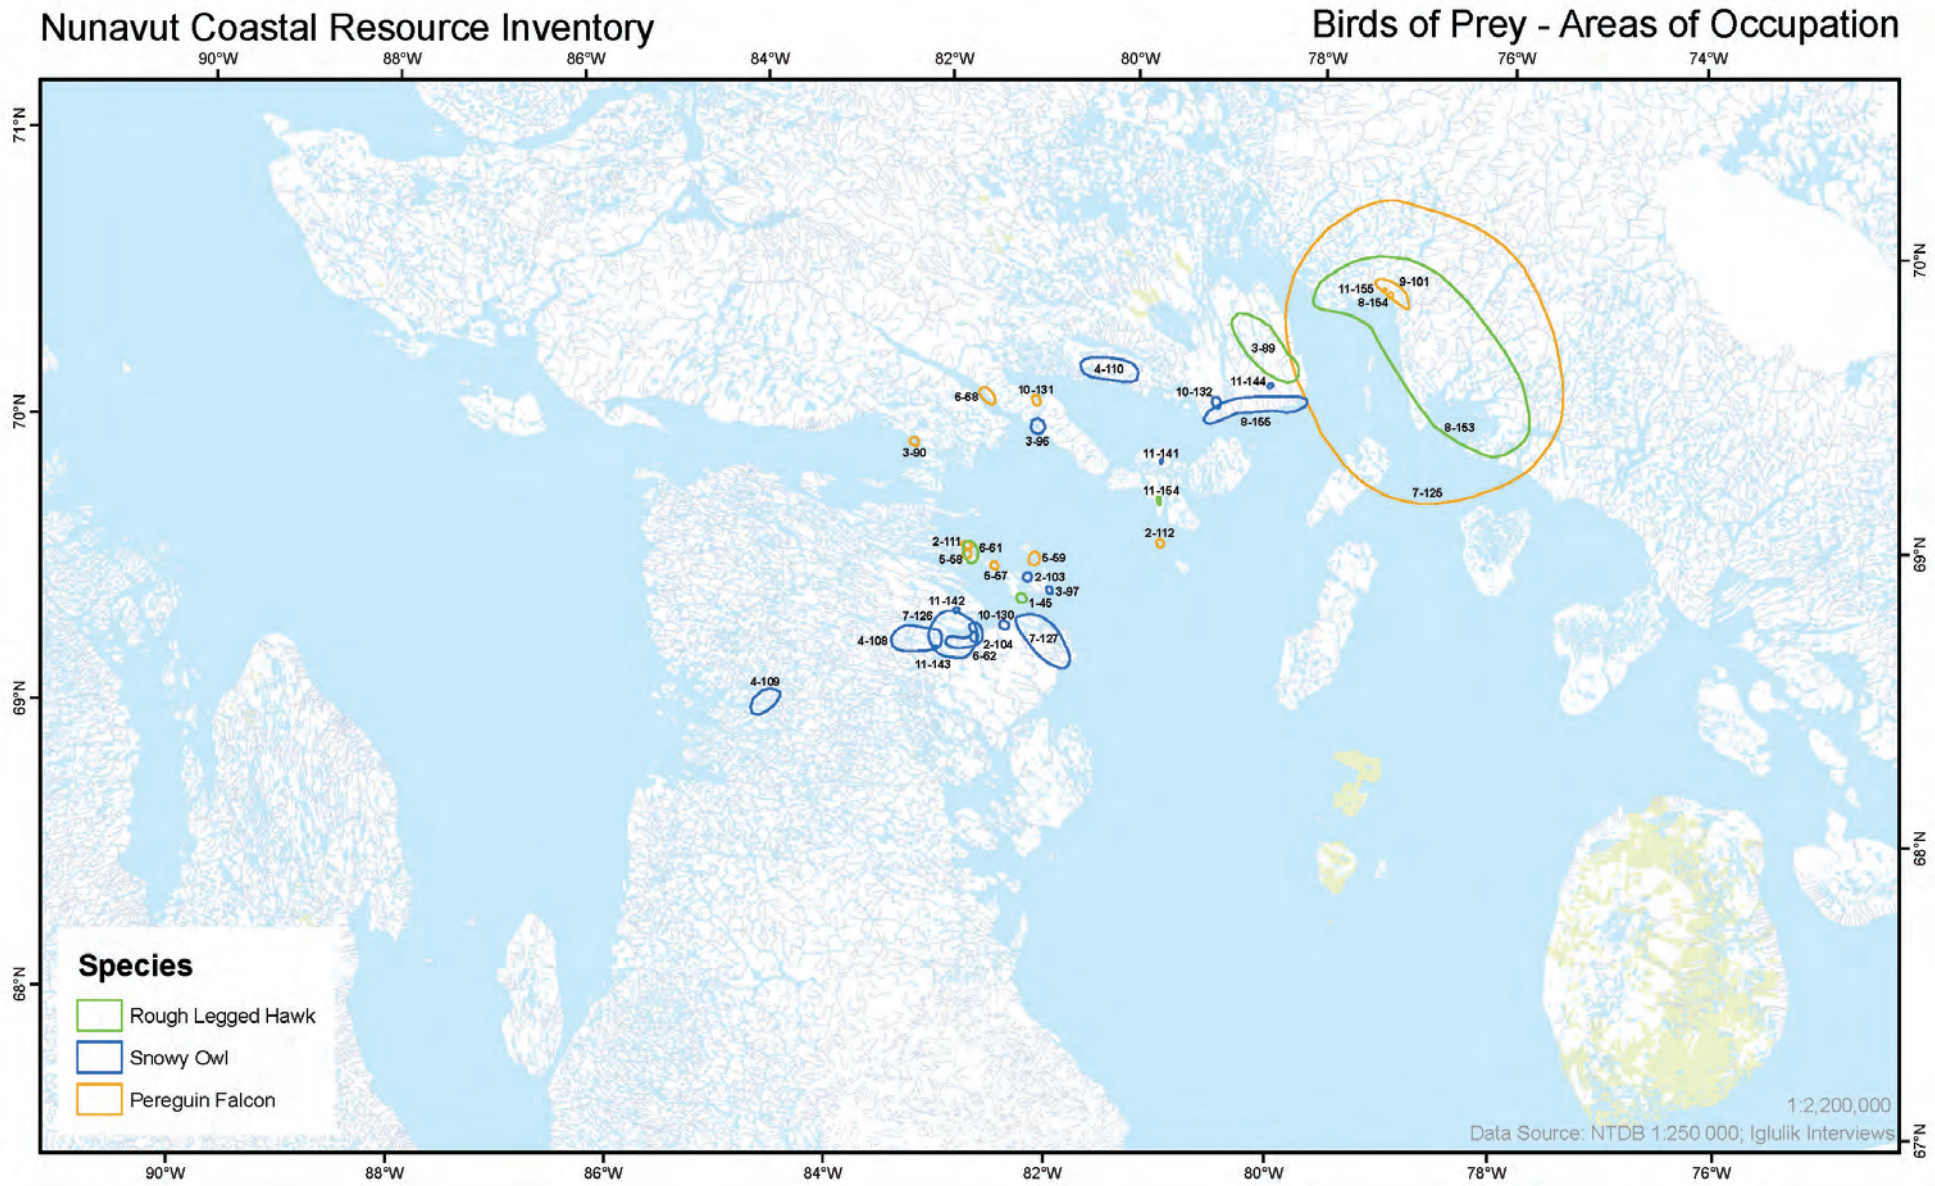 Nunavut Coastal Resource Inventory
Birds of Prey - Areas of Occupation
90°W 88°W 86°W 84°W 82°W 80°W 78°W 76°W 74°W
71°N
70°N
9-101
11-155
8-154
3-89
4-110
11-144
10-132
10-131
6-68
70°N
8-155
8-153
3-96
3-90
11-141
11-154
7-125
2-112
2-111
6-61
5-68
5-59
69°N
5-57
2-103
3-97
11-142
1-45
7-126
10-130
4-108
7-127
2-104
6-62
11-143
4-109
69°N
68°N
68°N
Species
Rough Legged Hawk
Snowy Owl
Pereguin Falcon
1:2,200,000
Data Source: NTDB 1:250 000; Iglulik Interviews
67°N
90°W 88°W 86°W 84°W 82°W 80°W 78°W 76°W